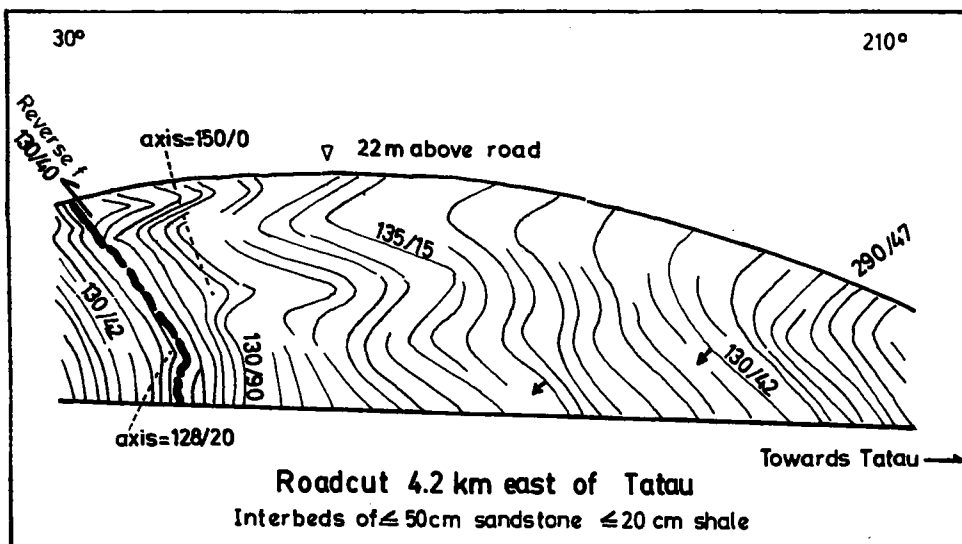 30° 210°
Reverse f
130/40
axis=150/0
▽ 22m above road
135/15
290/47
130/42
130/90
130/42
axis=128/20
Towards Tatau →
Roadcut 4.2 km east of Tatau
Interbeds of ≤ 50cm sandstone ≤20 cm shale